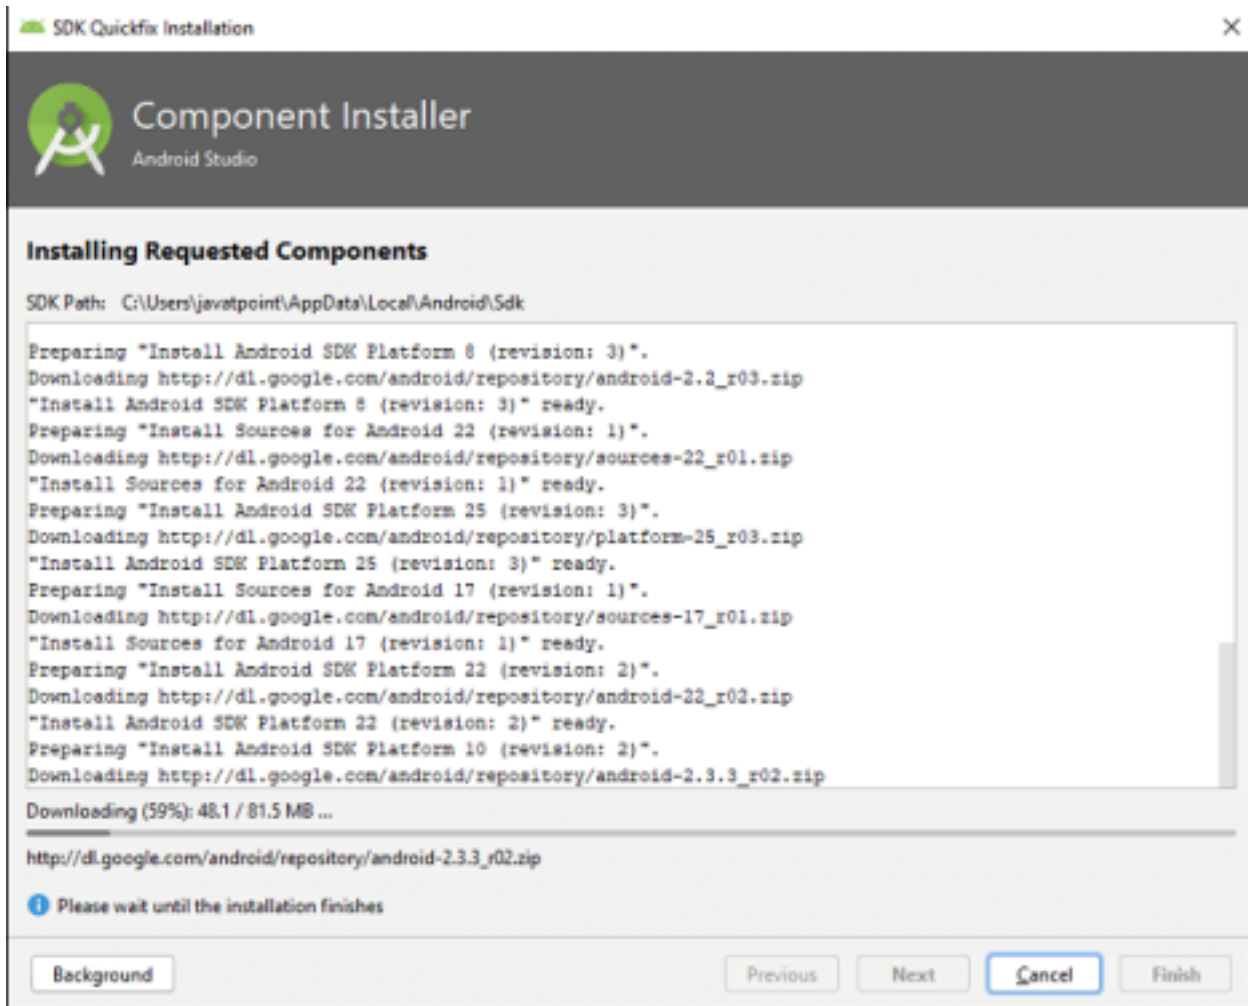 SDK Quickfix Installation
Component Installer
Android Studio
Installing Requested Components
SDK Path: C:\Users\javatpoint\AppData\Local\Android\Sdk
Preparing "Install Android SDK Platform 8 (revision: 3)".
Downloading http://dl.google.com/android/repository/android-2.2_r03.zip
"Install Android SDK Platform 8 (revision: 3)" ready.
Preparing "Install Sources for Android 22 (revision: 1)".
Downloading http://dl.google.com/android/repository/sources-22_r01.zip
"Install Sources for Android 22 (revision: 1)" ready.
Preparing "Install Android SDK Platform 25 (revision: 3)".
Downloading http://dl.google.com/android/repository/platform-25_r03.zip
"Install Android SDK Platform 25 (revision: 3)" ready.
Preparing "Install Sources for Android 17 (revision: 1)".
Downloading http://dl.google.com/android/repository/sources-17_r01.zip
"Install Sources for Android 17 (revision: 1)" ready.
Preparing "Install Android SDK Platform 22 (revision: 2)".
Downloading http://dl.google.com/android/repository/android-22_r02.zip
"Install Android SDK Platform 22 (revision: 2)" ready.
Preparing "Install Android SDK Platform 10 (revision: 2)".
Downloading http://dl.google.com/android/repository/android-2.3.3_r02.zip
Downloading (59%): 48.1 / 81.5 MB ...
http://dl.google.com/android/repository/android-2.3.3_r02.zip
Please wait until the installation finishes
Background Previous Next Cancel Finish